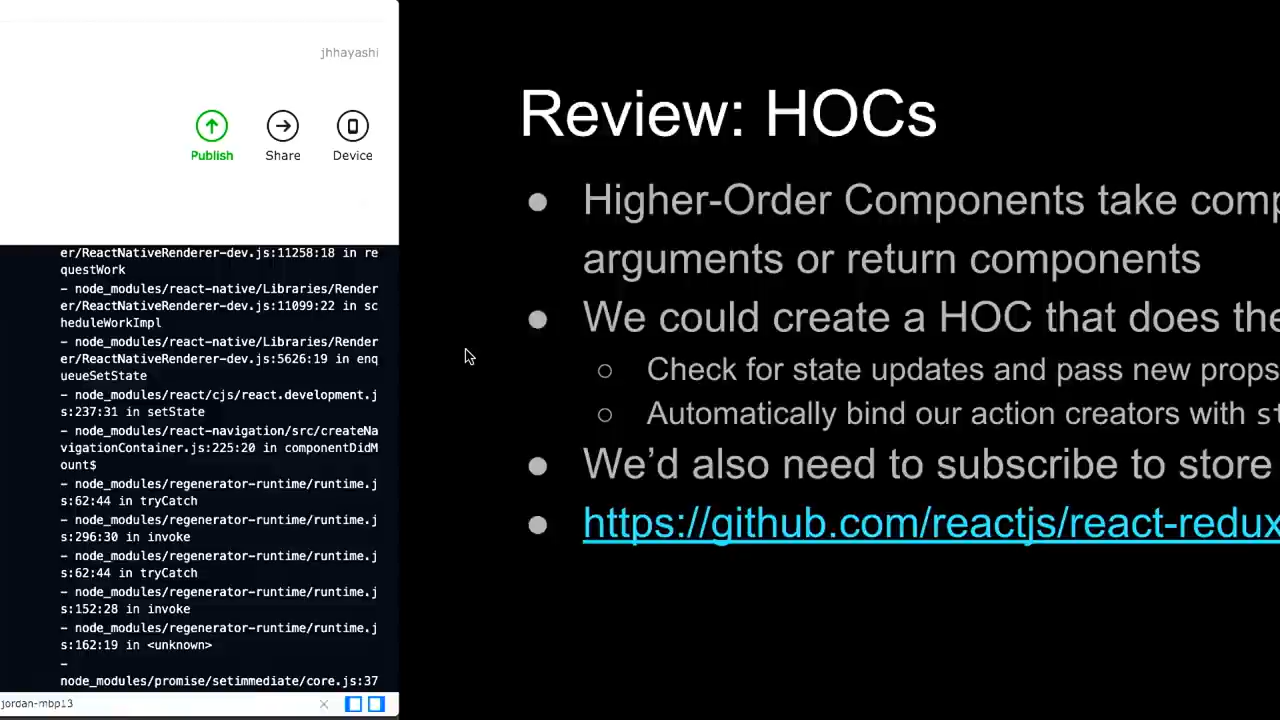 jhhayashi
Publish
Share
Device
er/ReactNativeRenderer-dev.js:11258:18 in re
questWork
- node_modules/react-native/Libraries/Render
er/ReactNativeRenderer-dev.js:11099:22 in sc
heduleWorkImpl
- node_modules/react-native/Libraries/Render
er/ReactNativeRenderer-dev.js:5626:19 in enq
ueueSetState
- node_modules/react/cjs/react.development.j
s:237:31 in setState
- node_modules/react-navigation/src/createNa
vigationContainer.js:225:20 in componentDidM
ount$
- node_modules/regenerator-runtime/runtime.j
s:62:44 in tryCatch
- node_modules/regenerator-runtime/runtime.j
s:296:30 in invoke
- node_modules/regenerator-runtime/runtime.j
s:62:44 in tryCatch
- node_modules/regenerator-runtime/runtime.j
s:152:28 in invoke
- node_modules/regenerator-runtime/runtime.j
s:162:19 in <unknown>
-
node_modules/promise/setimmediate/core.js:37
jordan-mbp13
Review: HOCs
● Higher-Order Components take comp
arguments or return components
● We could create a HOC that does the
○ Check for state updates and pass new props
○ Automatically bind our action creators with st
● We’d also need to subscribe to store
● https://github.com/reactjs/react-redux